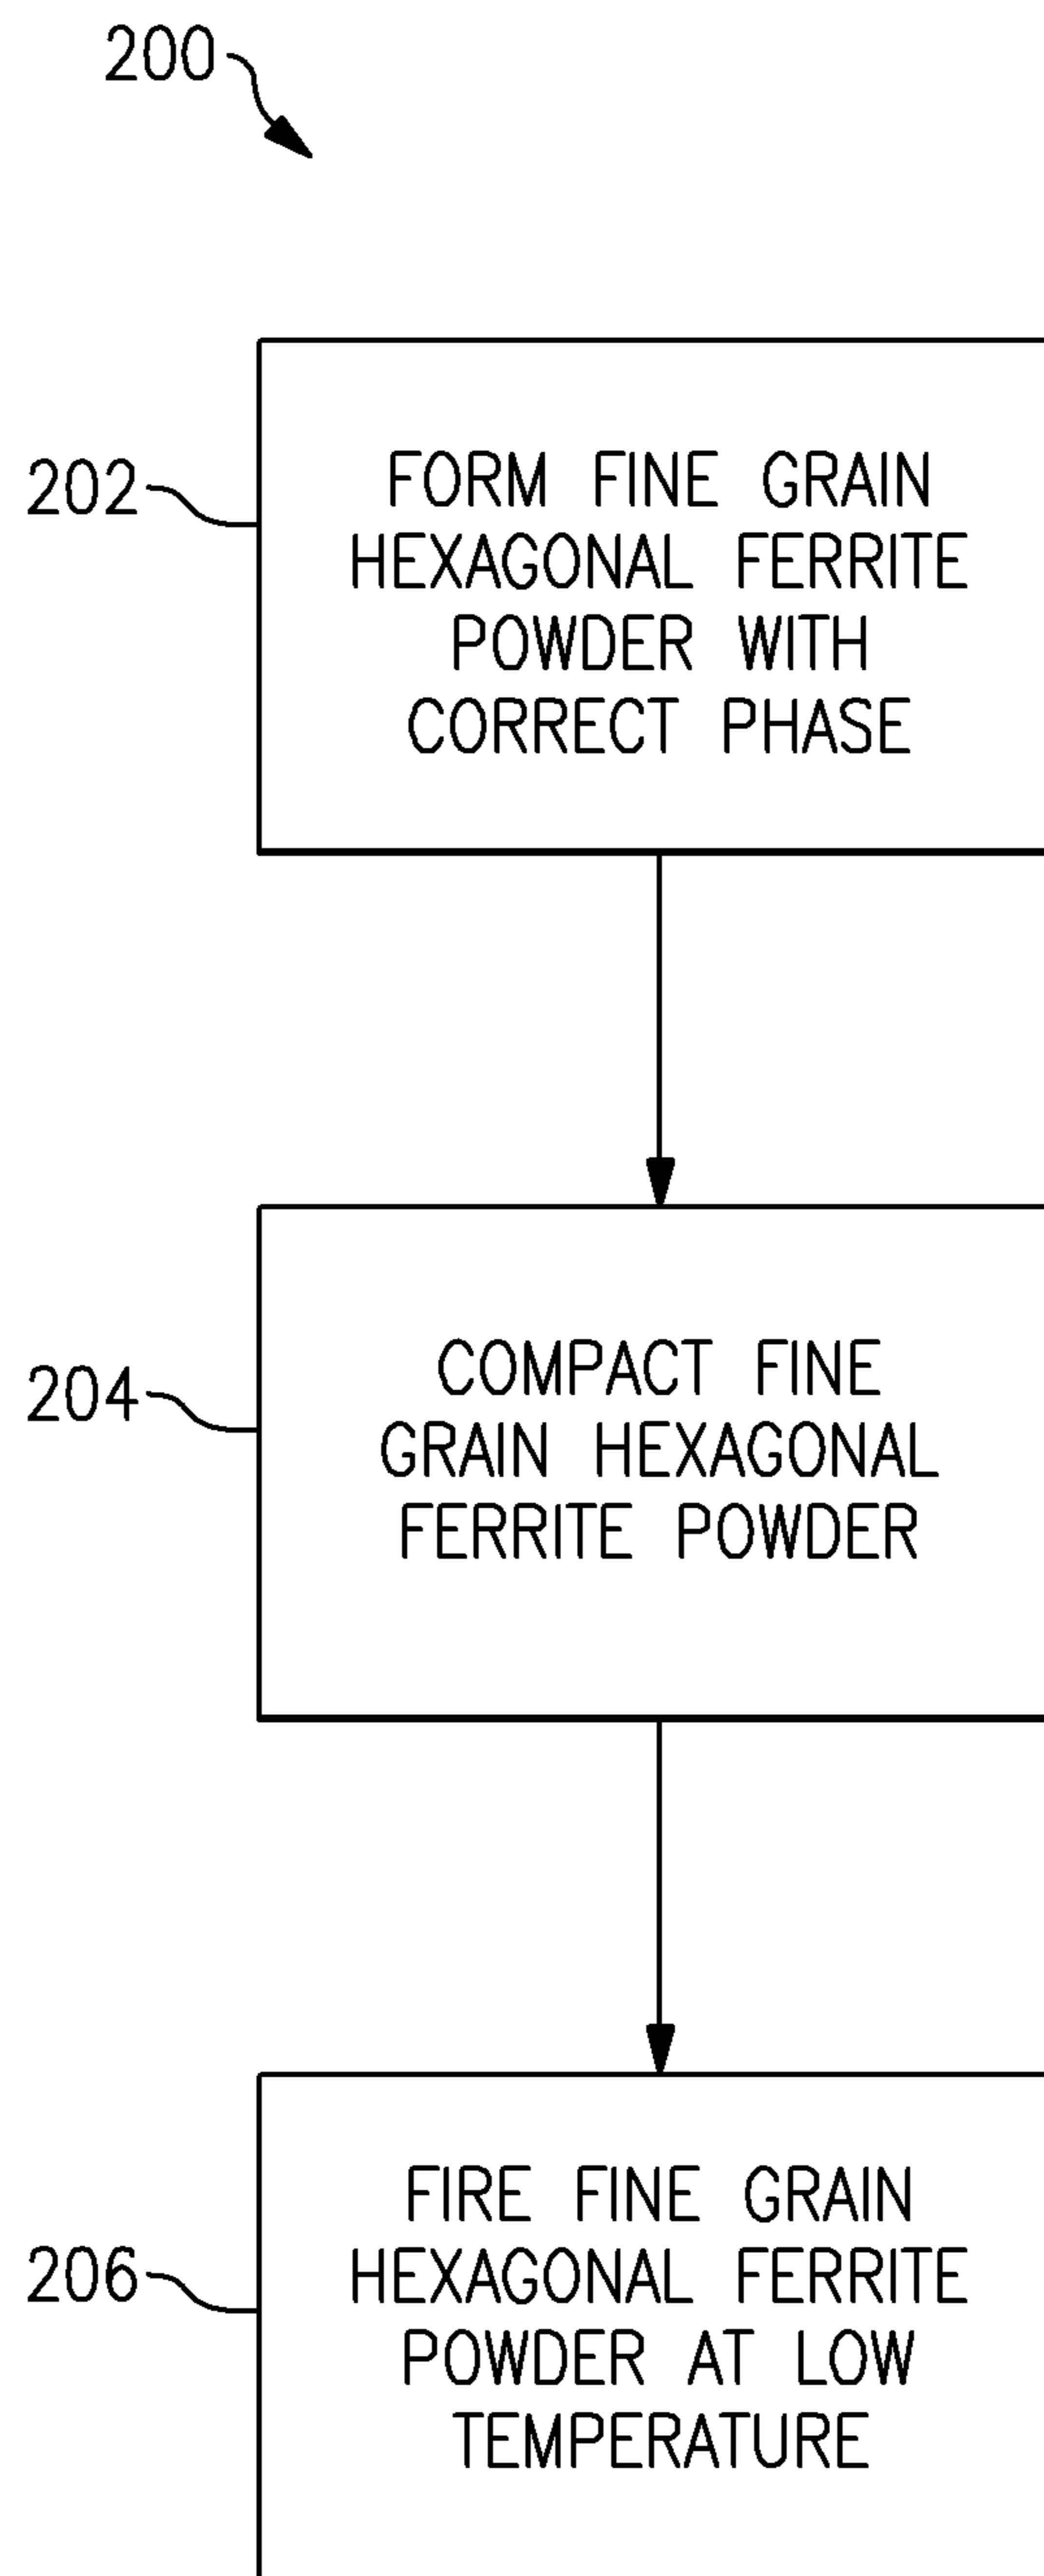 200
202
FORM FINE GRAIN
HEXAGONAL FERRITE
POWDER WITH
CORRECT PHASE
204
COMPACT FINE
GRAIN HEXAGONAL
FERRITE POWDER
206
FIRE FINE GRAIN
HEXAGONAL FERRITE
POWDER AT LOW
TEMPERATURE